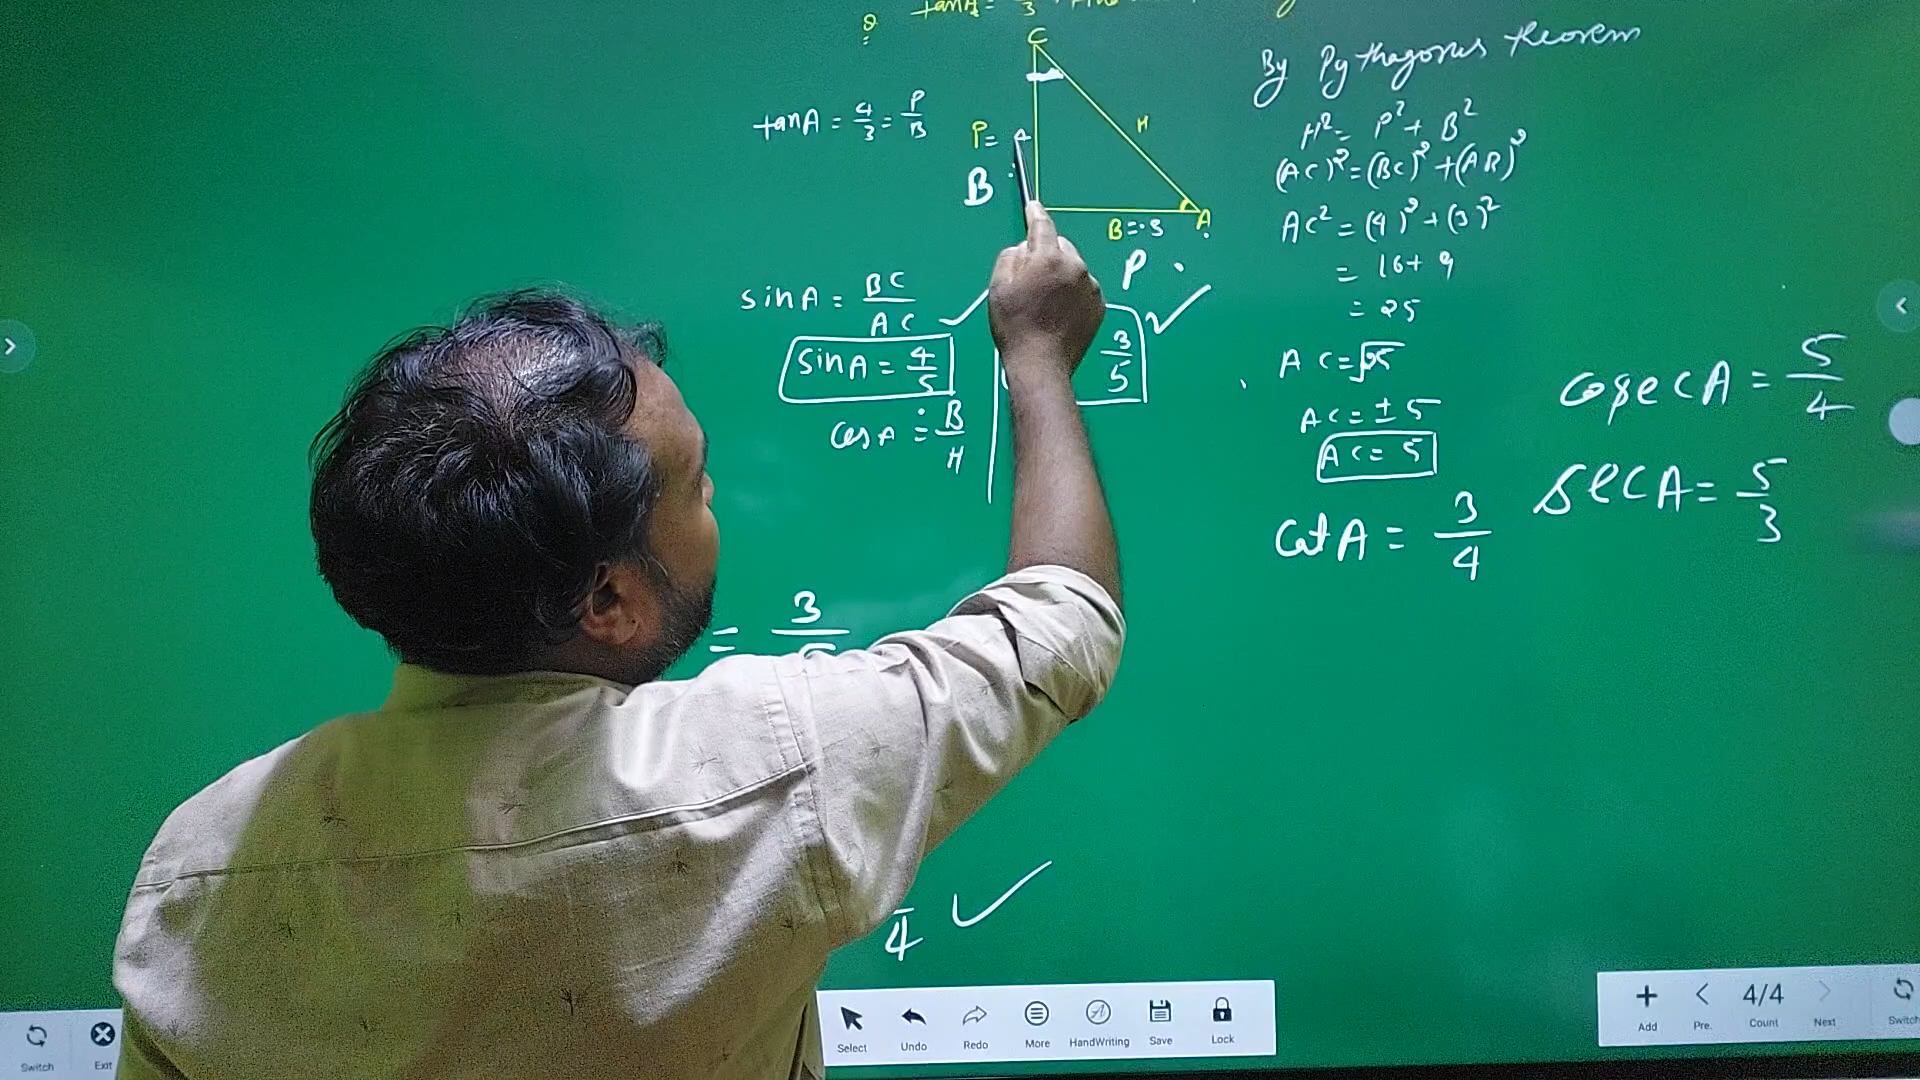 Q
tanA =
3
C
tanA = 4/3 = P/B
P = 4
H
B
B = 3
A
P
sinA = BC/AC
sinA = 4/5
cosA = B/H
3/5
= 3
4
By Pythagorus theorem
H² = P² + B²
(AC)² = (BC)² + (AB)²
AC² = (4)² + (3)²
= 16 + 9
= 25
AC = √25
AC = ± 5
AC = 5
cotA = 3/4
cosecA = 5/4
secA = 5/3
Switch
Exit
Select
Undo
Redo
More
HandWriting
Save
Lock
Add
Pre.
4/4
Count
Next
Switch